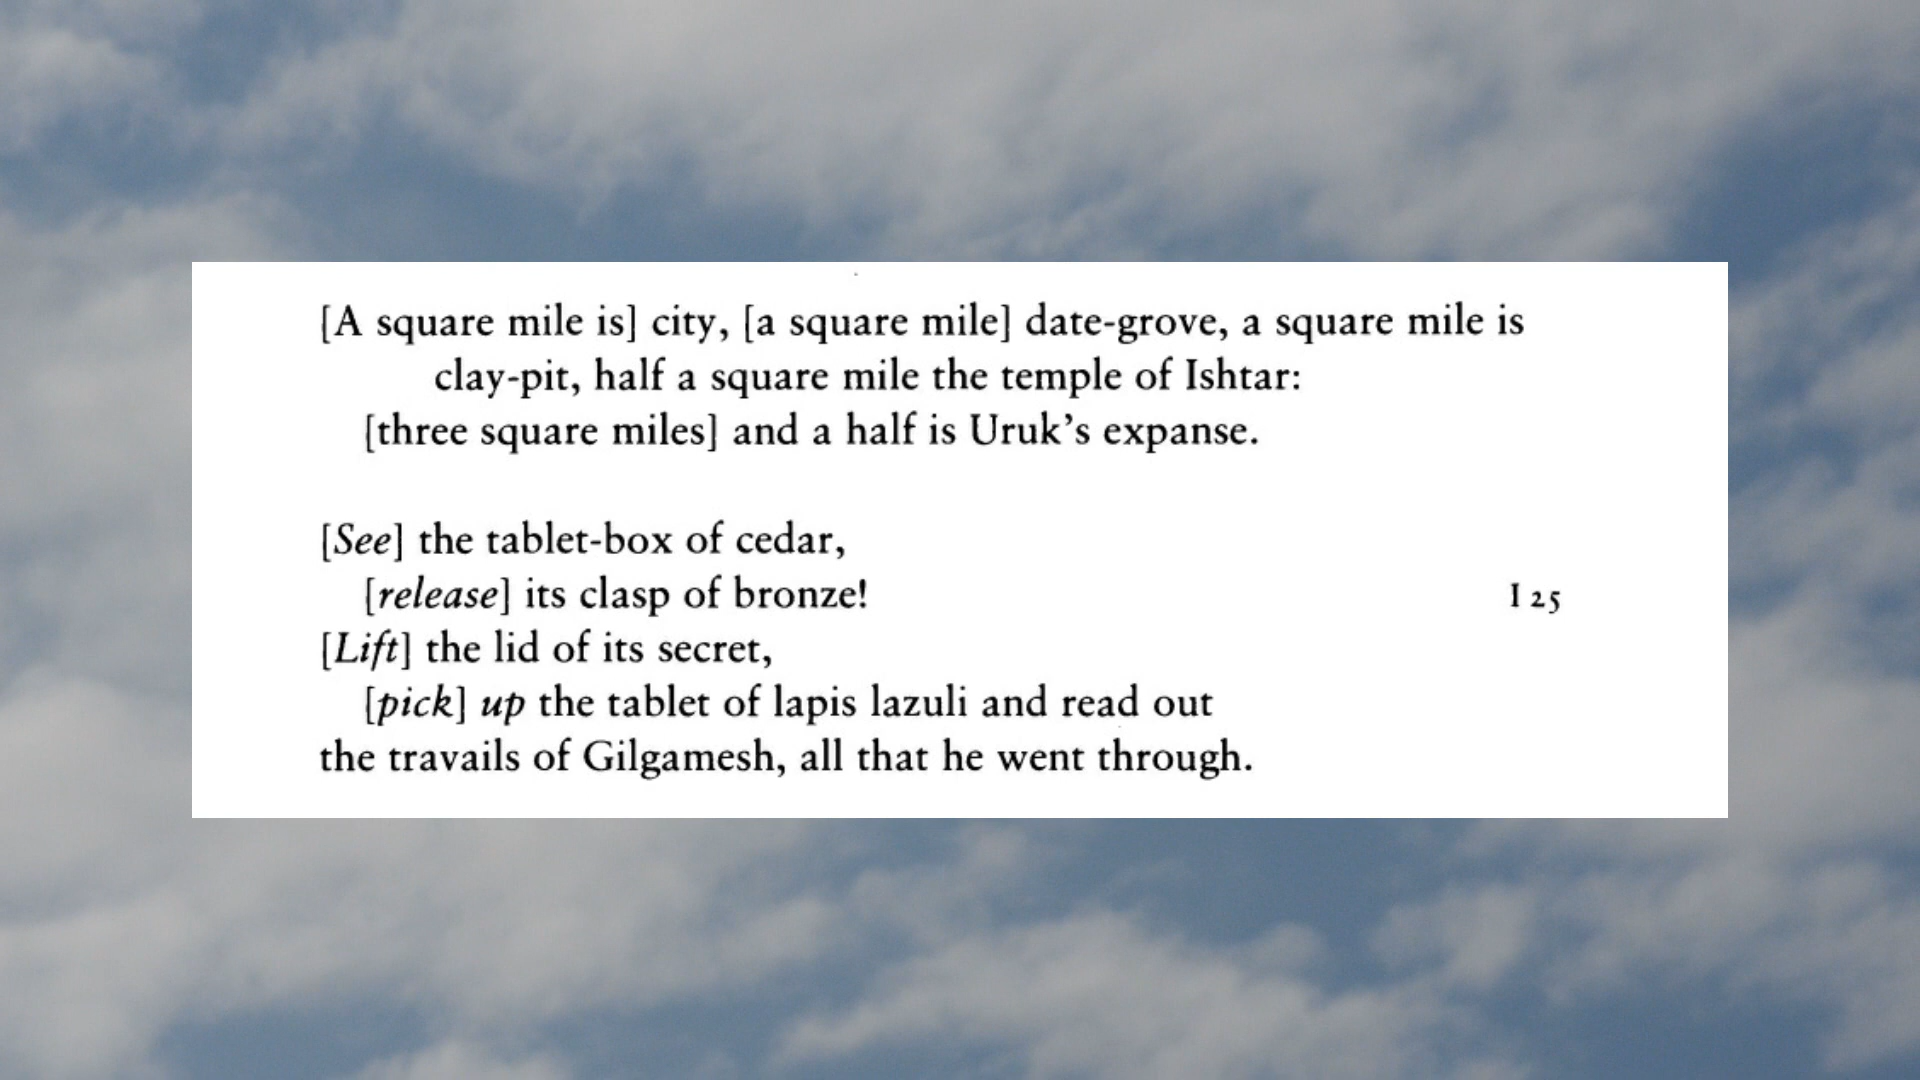 [A square mile is] city, [a square mile] date-grove, a square mile is
clay-pit, half a square mile the temple of Ishtar:
[three square miles] and a half is Uruk’s expanse.
[See] the tablet-box of cedar,
[release] its clasp of bronze! I 25
[Lift] the lid of its secret,
[pick] up the tablet of lapis lazuli and read out
the travails of Gilgamesh, all that he went through.